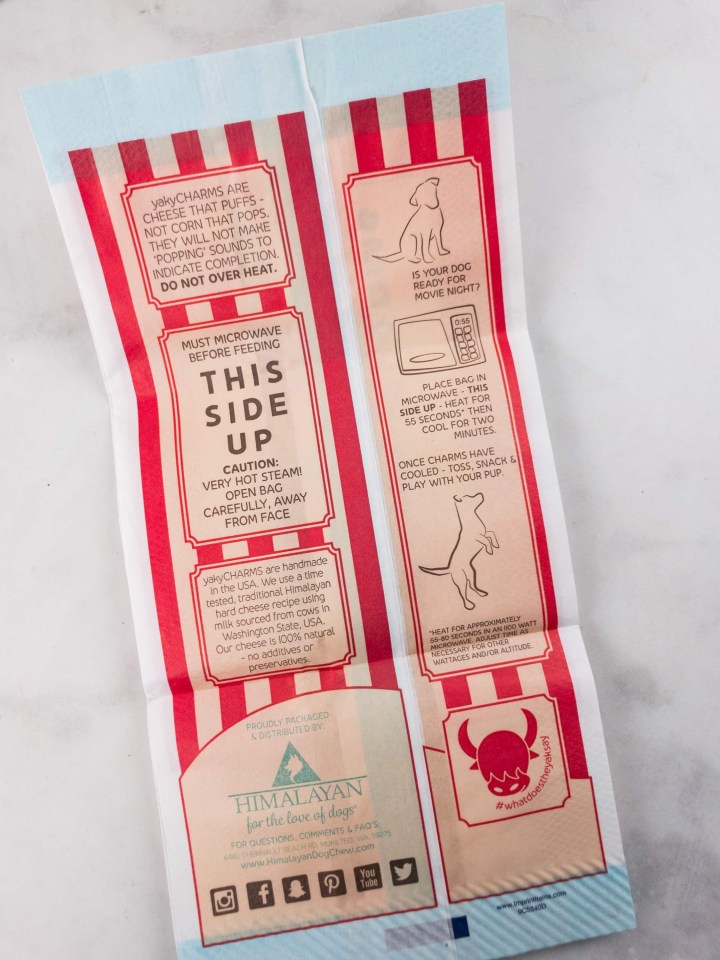 yakyCHARMS ARE
CHEESE THAT PUFFS -
NOT CORN THAT POPS.
THEY WILL NOT MAKE
'POPPING' SOUNDS TO
INDICATE COMPLETION.
DO NOT OVER HEAT.
MUST MICROWAVE
BEFORE FEEDING
THIS
SIDE
UP
CAUTION:
VERY HOT STEAM!
OPEN BAG
CAREFULLY, AWAY
FROM FACE
yakyCHARMS are handmade
in the USA. We use a time
tested, traditional Himalayan
hard cheese recipe using
milk sourced from cows in
Washington State, USA.
Our cheese is 100% natural
- no additives or
preservatives.
PROUDLY PACKAGED
& DISTRIBUTED BY:
HIMALAYAN
for the love of dogs®
FOR QUESTIONS, COMMENTS & FAQ'S:
BEACH RD, WA,
www.HimalayanDogChew.com
You
Tube
IS YOUR DOG
READY FOR
MOVIE NIGHT?
0:55
PLACE BAG IN
MICROWAVE - THIS
SIDE UP - HEAT FOR
55 SECONDS* THEN
COOL FOR TWO
MINUTES.
ONCE CHARMS HAVE
COOLED - TOSS, SNACK &
PLAY WITH YOUR PUP.
*HEAT FOR APPROXIMATELY
55-60 SECONDS IN AN 1100 WATT
MICROWAVE. ADJUST TIME AS
NECESSARY FOR OTHER
WATTAGES AND/OR ALTITUDE.
#whatdoestheyaksay